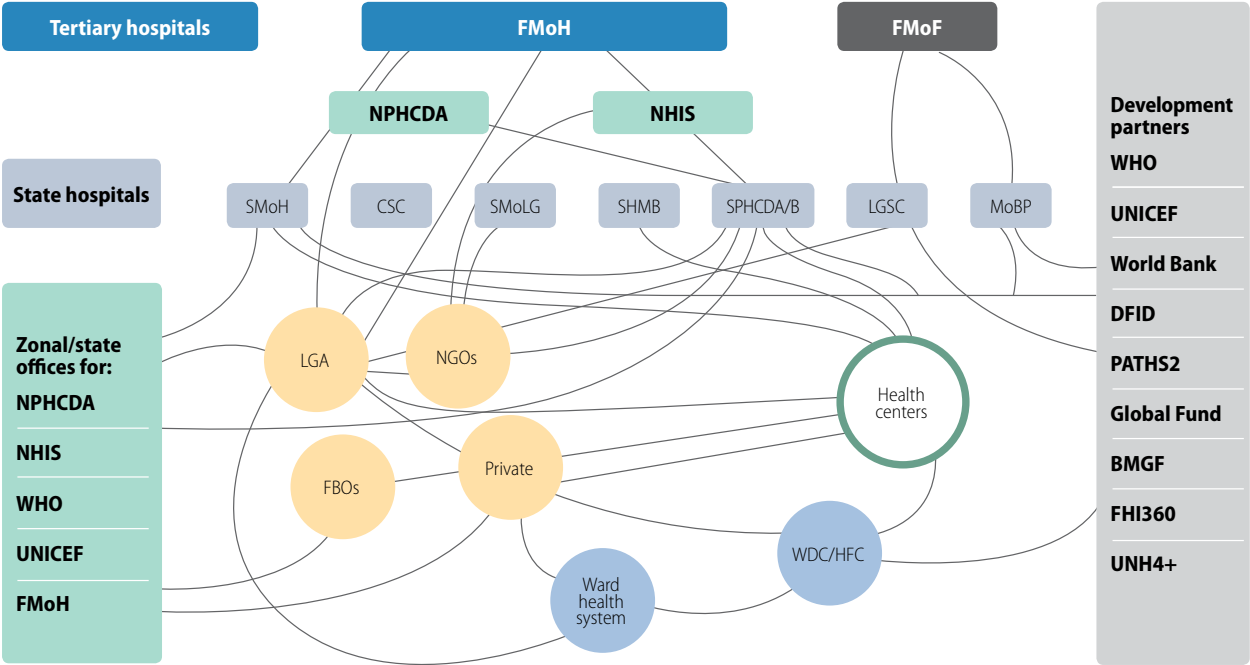 Tertiary hospitals
FMoH
FMoF
NPHCDA
NHIS
State hospitals
SMoH
CSC
SMoLG
SHMB
SPHCDA/B
LGSC
MoBP
Development
partners
WHO
UNICEF
World Bank
DFID
PATHS2
Global Fund
BMGF
FHI360
UNH4+
Zonal/state
offices for:
NPHCDA
NHIS
WHO
UNICEF
FMoH
LGA
NGOs
Health
centers
FBOs
Private
WDC/HFC
Ward
health
system